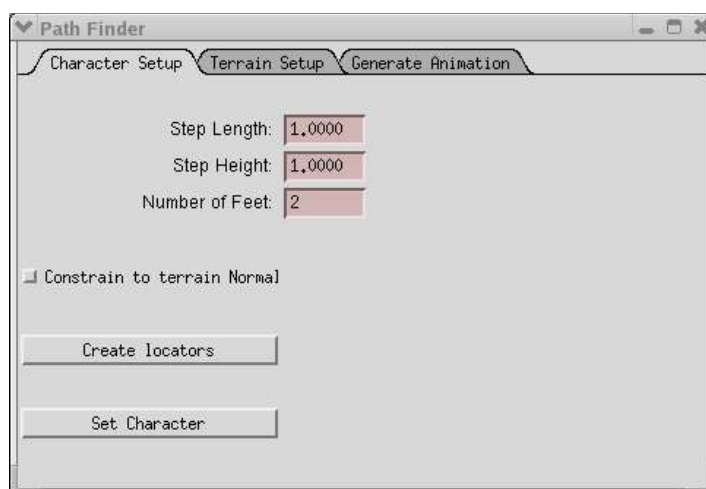 Path Finder
Character Setup Terrain Setup Generate Animation
Step Length: 1.0000
Step Height: 1.0000
Number of Feet: 2
Constrain to terrain Normal
Create locators
Set Character